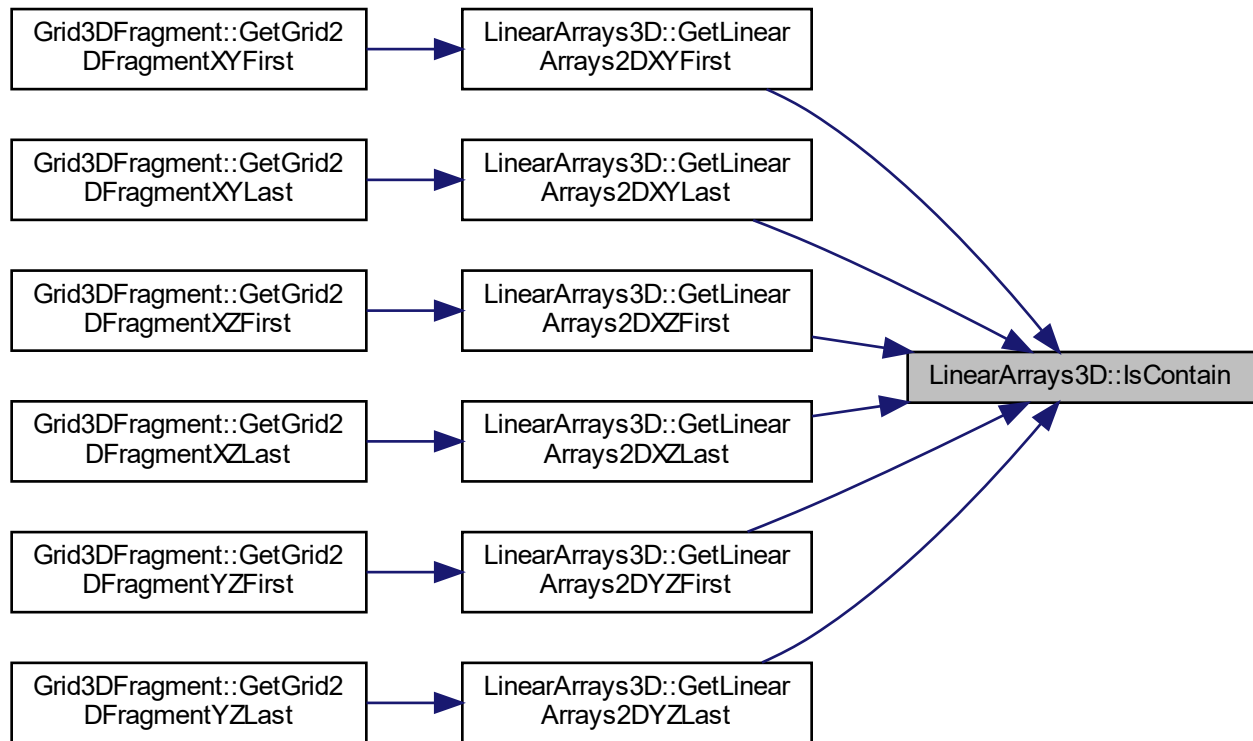 Grid3DFragment::GetGrid2
DFragmentXYFirst
LinearArrays3D::GetLinear
Arrays2DXYFirst
Grid3DFragment::GetGrid2
DFragmentXYLast
LinearArrays3D::GetLinear
Arrays2DXYLast
Grid3DFragment::GetGrid2
DFragmentXZFirst
LinearArrays3D::GetLinear
Arrays2DXZFirst
LinearArrays3D::IsContain
Grid3DFragment::GetGrid2
DFragmentXZLast
LinearArrays3D::GetLinear
Arrays2DXZLast
Grid3DFragment::GetGrid2
DFragmentYZFirst
LinearArrays3D::GetLinear
Arrays2DYZFirst
Grid3DFragment::GetGrid2
DFragmentYZLast
LinearArrays3D::GetLinear
Arrays2DYZLast